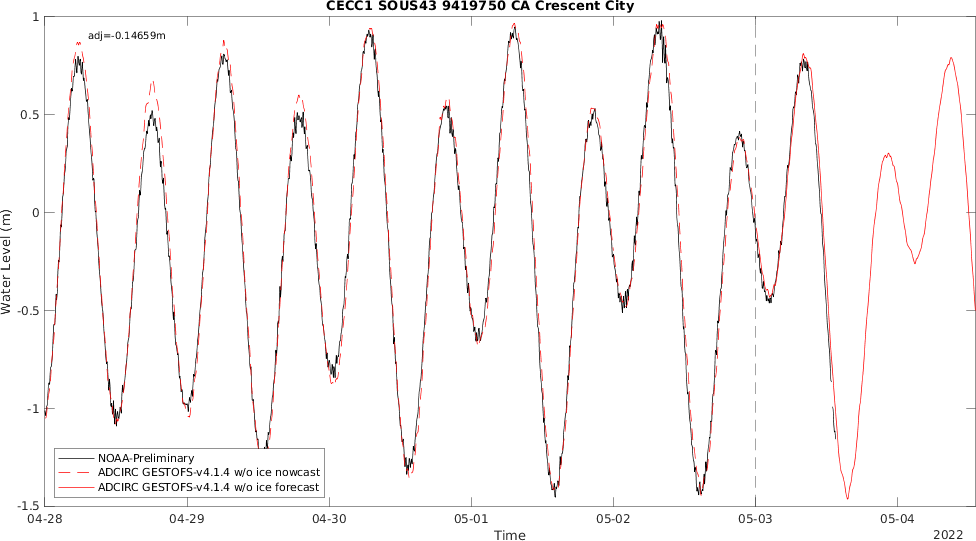 CECC1 SOUS43 9419750 CA Crescent City
adj=-0.14659m
1
0.5
0
-0.5
-1
-1.5
Water Level (m)
NOAA-Preliminary
ADCIRC GESTOFS-v4.1.4 w/o ice nowcast
ADCIRC GESTOFS-v4.1.4 w/o ice forecast
04-28 04-29 04-30 05-01 05-02 05-03 05-04
Time
2022